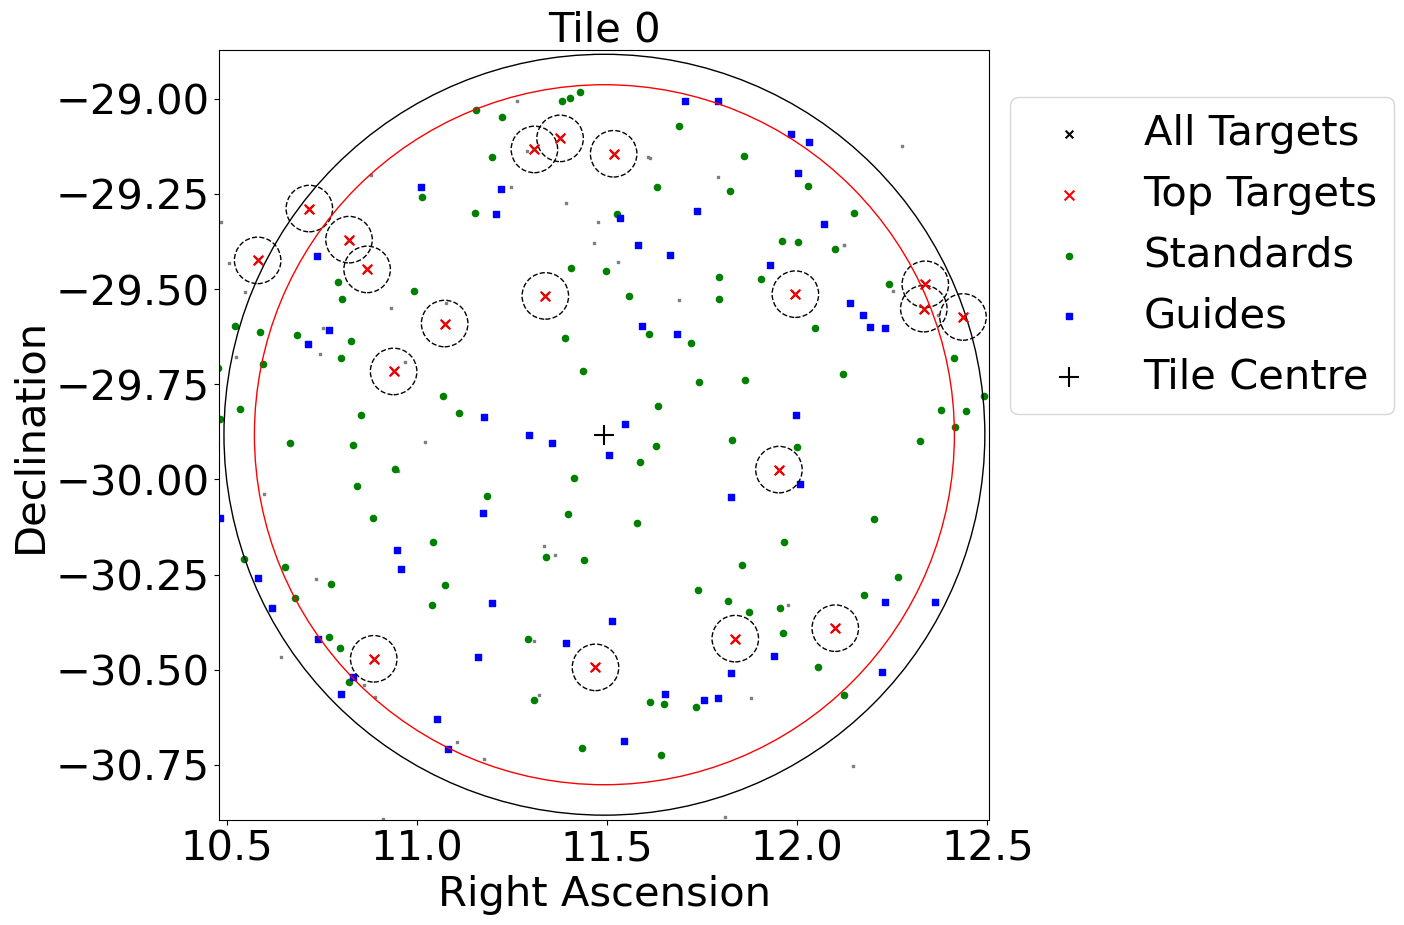 Tile 0
−29.00
−29.25
−29.50
−29.75
−30.00
−30.25
−30.50
−30.75
Declination
10.5 11.0 11.5 12.0 12.5
Right Ascension
All Targets
Top Targets
Standards
Guides
Tile Centre